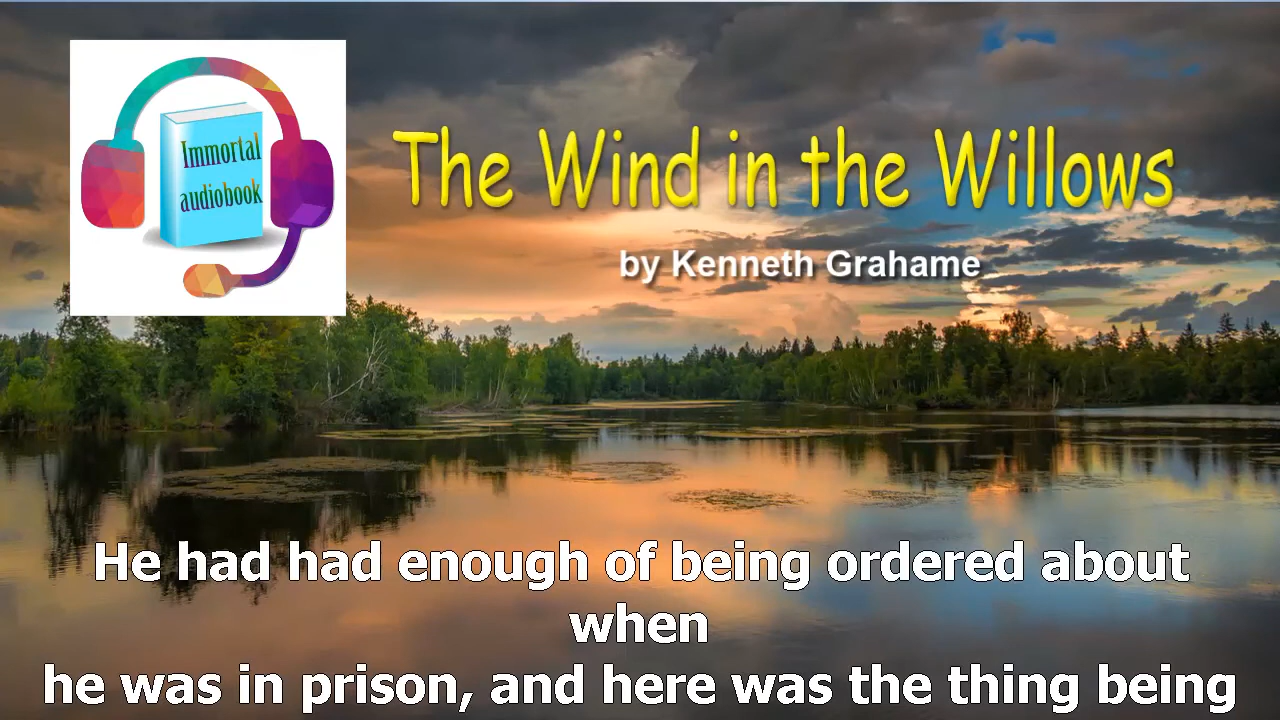 Immortal
audiobook
The Wind in the Willows
by Kenneth Grahame
He had had enough of being ordered about
when
he was in prison, and here was the thing being